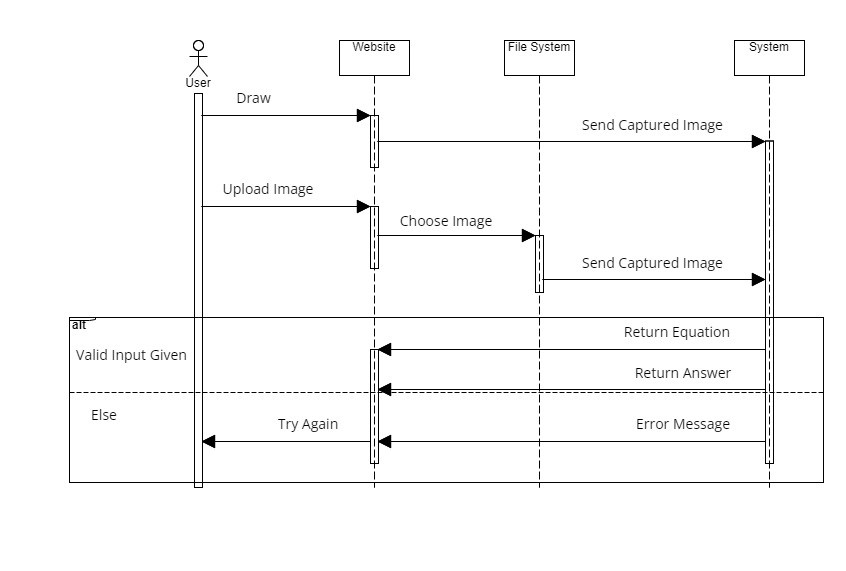 Website
File System
System
User
Draw
Send Captured Image
Upload Image
Choose Image
Send Captured Image
alt
Return Equation
Valid Input Given
Return Answer
Else
Try Again
Error Message